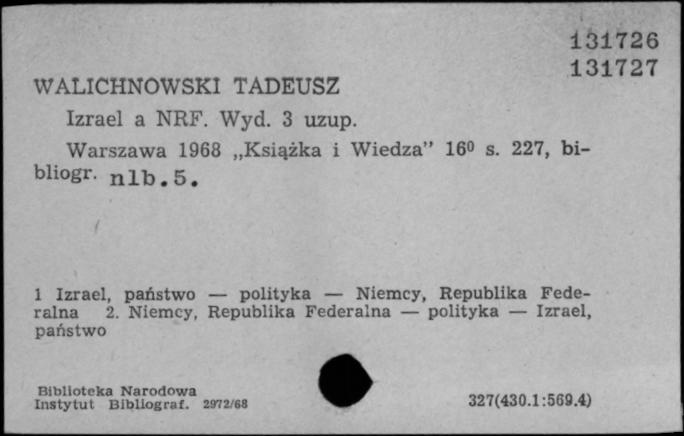 131726
131727
WALICHNOWSKI TADEUSZ
Izrael a NRF. Wyd. 3 uzup.
Warszawa 1968 „Książka i Wiedza” 16⁰ s. 227, bi-
bliogr. nlb.5.
1 Izrael, państwo — polityka — Niemcy, Republika Fede-
ralna 2. Niemcy, Republika Federalna — polityka — Izrael,
państwo
Biblioteka Narodowa
Instytut Bibliograf. 2972/68
327(430.1:569.4)